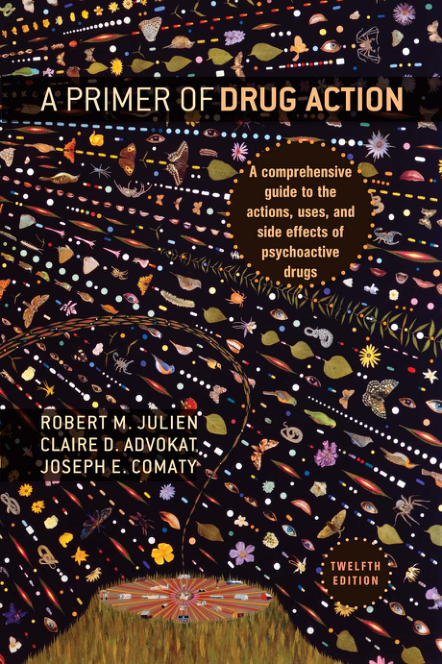 A PRIMER OF DRUG ACTION
A comprehensive
guide to the
actions, uses, and
side effects of
psychoactive
drugs
ROBERT M. JULIEN
CLAIRE D. ADVOKAT
JOSEPH E. COMATY
TWELFTH
EDITION